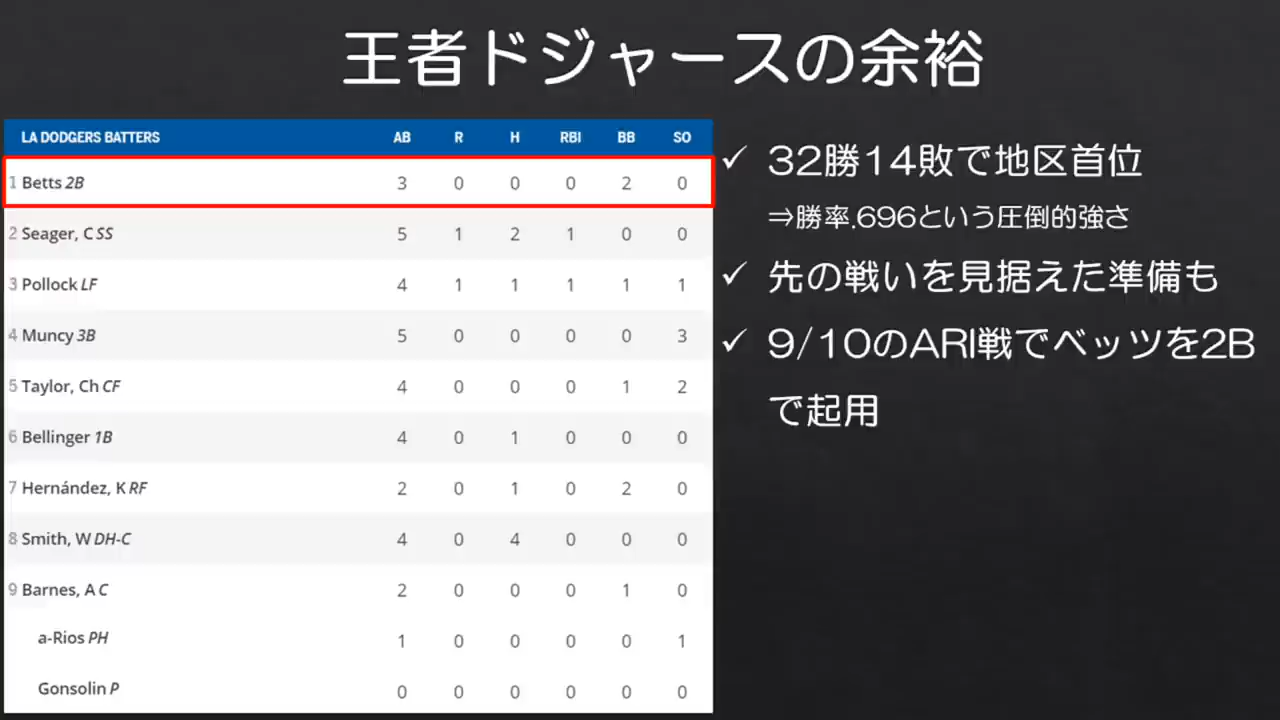 王者ドジャースの余裕
LA DODGERS BATTERS AB R H RBI BB SO
1 Betts 2B 3 0 0 0 2 0
2 Seager, C SS 5 1 2 1 0 0
3 Pollock LF 4 1 1 1 1 1
4 Muncy 3B 5 0 0 0 0 3
5 Taylor, Ch CF 4 0 0 0 1 2
6 Bellinger 1B 4 0 1 0 0 0
7 Hernández, K RF 2 0 1 0 2 0
8 Smith, W DH-C 4 0 4 0 0 0
9 Barnes, A C 2 0 0 0 1 0
a-Rios PH 1 0 0 0 0 1
Gonsolin P 0 0 0 0 0 0
✓ 32勝14敗で地区首位
⇒勝率.696という圧倒的強さ
✓ 先の戦いを見据えた準備も
✓ 9/10のARI戦でベッツを2B
で起用